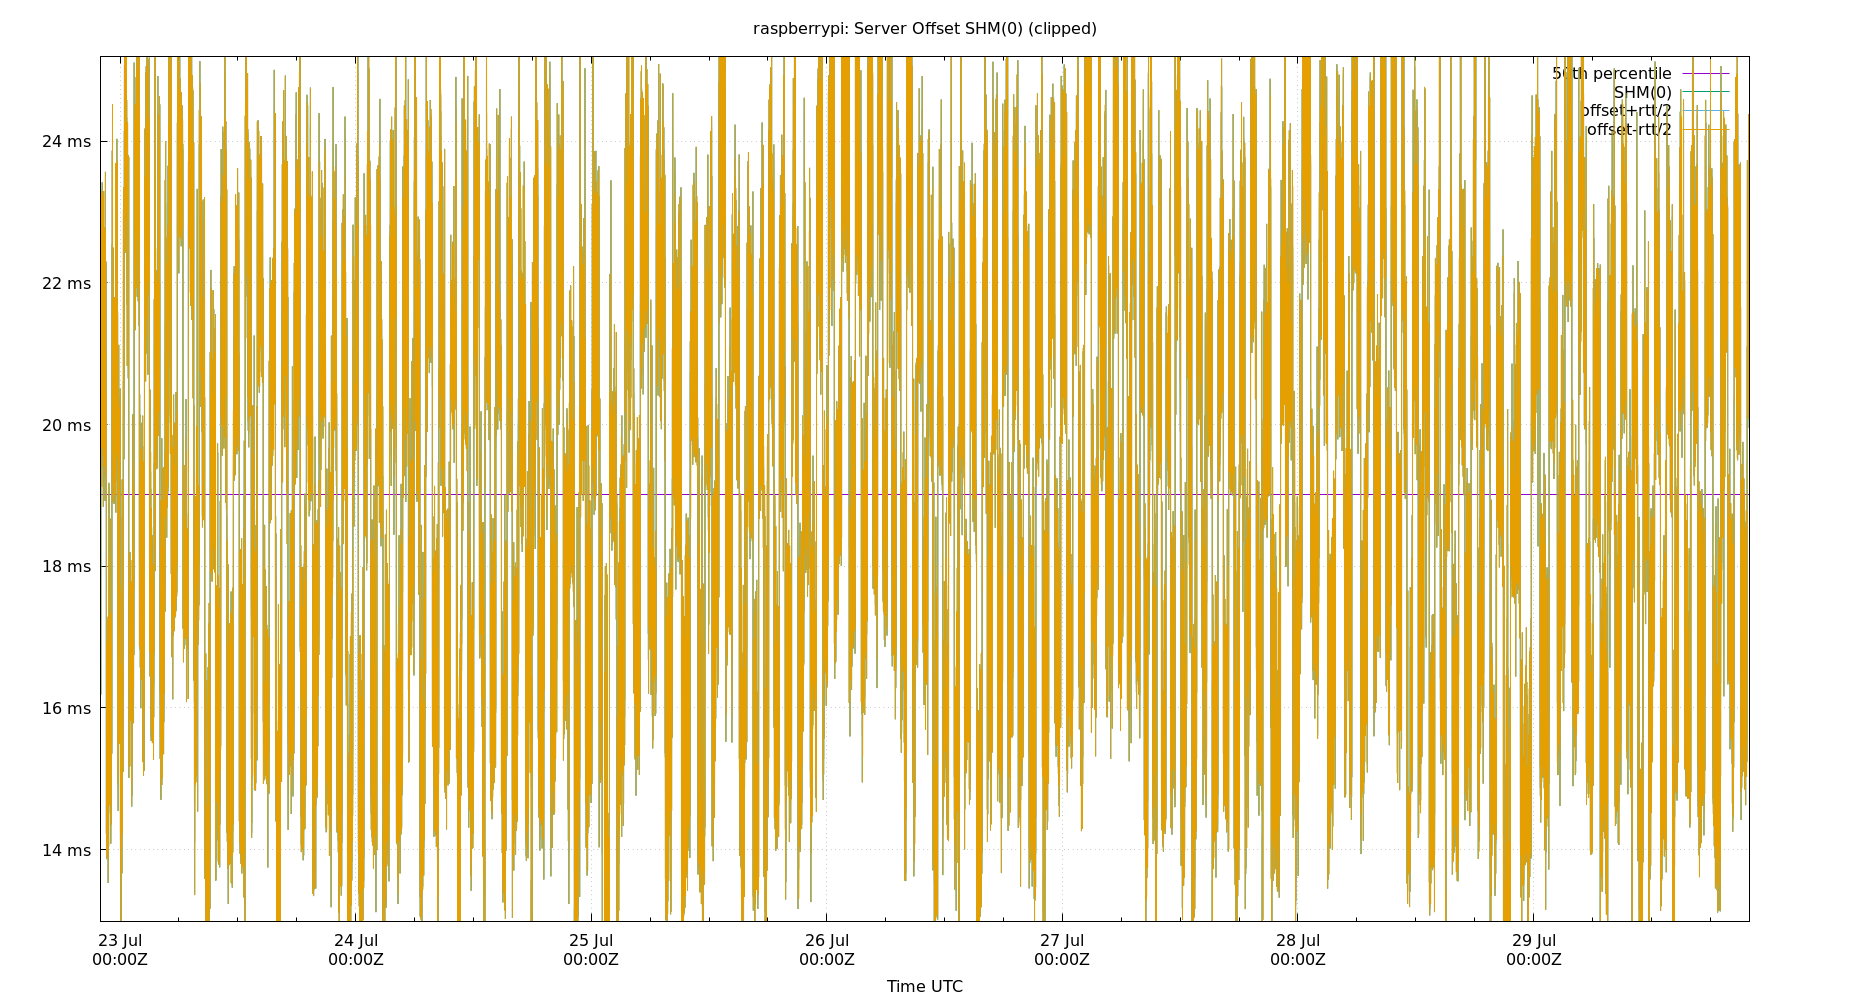 raspberrypi: Server Offset SHM(0) (clipped)
50th percentile
SHM(0)
offset+rtt/2
offset-rtt/2
24 ms
22 ms
20 ms
18 ms
16 ms
14 ms
23 Jul 24 Jul 25 Jul 26 Jul 27 Jul 28 Jul 29 Jul
00:00Z 00:00Z 00:00Z 00:00Z 00:00Z 00:00Z 00:00Z
Time UTC